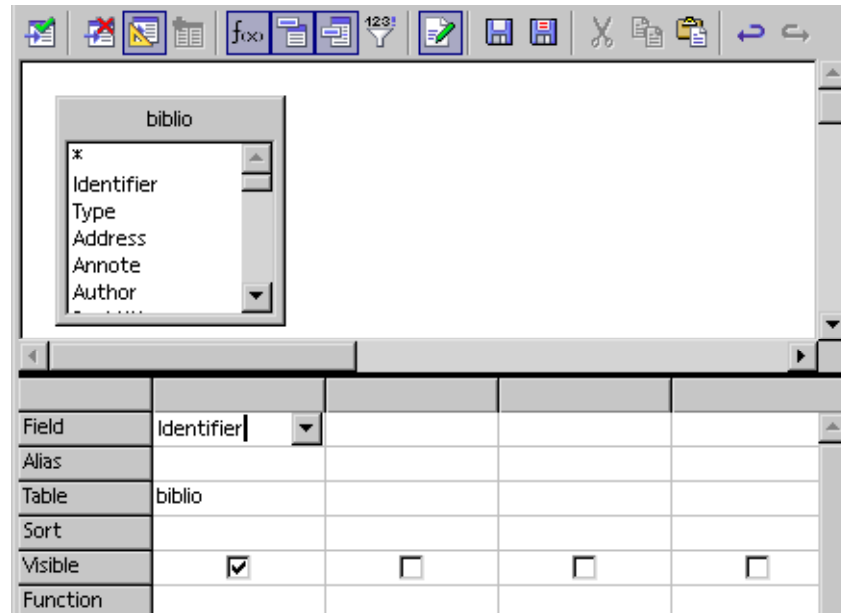 f(x)
123!
biblio
*
Identifier
Type
Address
Annote
Author
Field Identifier
Alias
Table biblio
Sort
Visible
Function